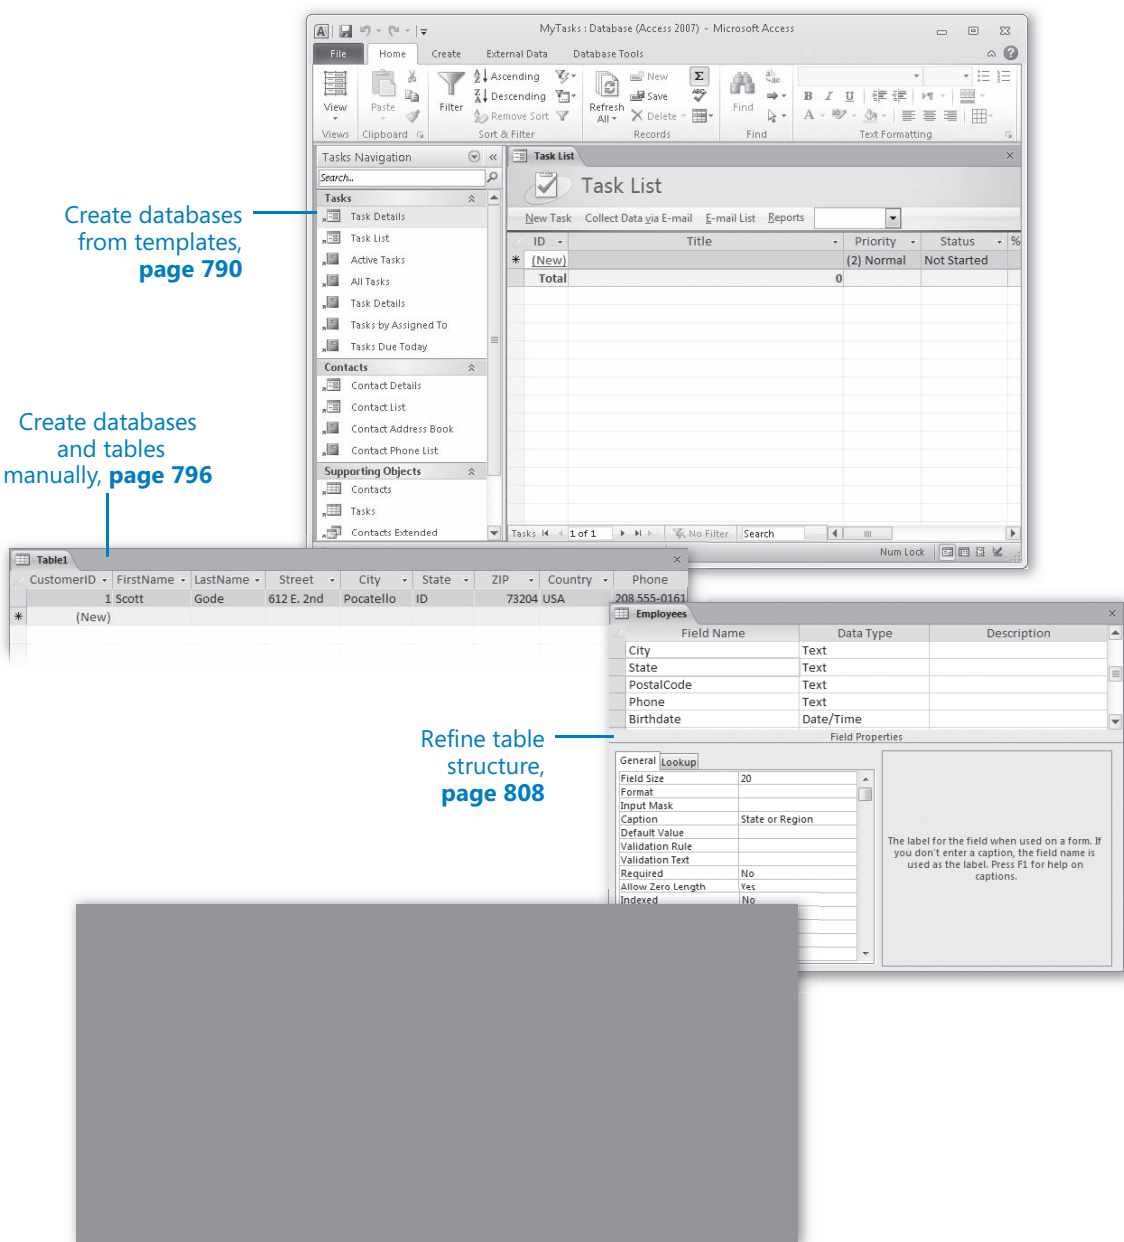 MyTasks : Database (Access 2007) - Microsoft Access
File Home Create External Data Database Tools
View
Paste
Filter
Ascending
Descending
Remove Sort
Refresh All
New
Save
Delete
Find
B I U
A
Views Clipboard Sort & Filter Records Find Text Formatting
Tasks Navigation
Search...
Tasks
Task Details
Task List
Active Tasks
All Tasks
Task Details
Tasks by Assigned To
Tasks Due Today
Contacts
Contact Details
Contact List
Contact Address Book
Contact Phone List
Supporting Objects
Contacts
Tasks
Contacts Extended
Task List
Task List
New Task Collect Data via E-mail E-mail List Reports
ID Title Priority Status %
(New) (2) Normal Not Started
Total 0
Tasks 1 of 1 No Filter Search
Num Lock
Create databases
from templates,
page 790
Create databases
and tables
manually, page 796
Table1
CustomerID FirstName LastName Street City State ZIP Country Phone
1 Scott Gode 612 E. 2nd Pocatello ID 73204 USA 208 555-0161
(New)
Employees
Field Name Data Type Description
City Text
State Text
PostalCode Text
Phone Text
Birthdate Date/Time
Field Properties
Refine table
structure,
page 808
General Lookup
Field Size 20
Format
Input Mask
Caption State or Region
Default Value
Validation Rule
Validation Text
Required No
Allow Zero Length Yes
Indexed No
The label for the field when used on a form. If
you don't enter a caption, the field name is
used as the label. Press F1 for help on
captions.